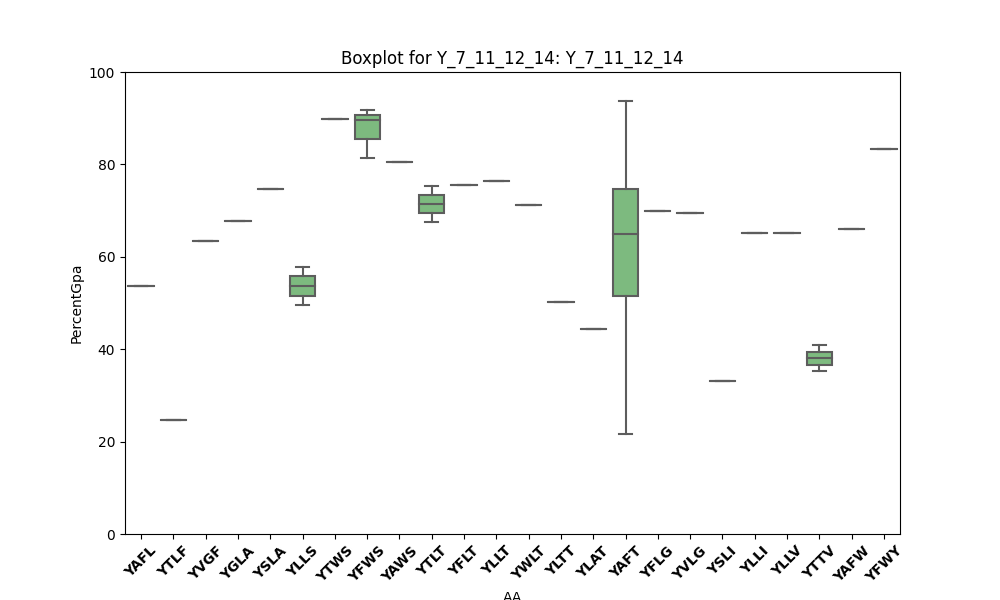 Boxplot for Y_7_11_12_14: Y_7_11_12_14
100
80
60
40
20
0
PercentGpa
YAFL YTLF YVGF YGLA YSLA YLLS YTWS YFWS YAWS YTLT YFLT YLLT YWLT YLTT YLAT YAFT YFLG YVLG YSLI YLLI YLLV YTTV YAFW YFWY
AA